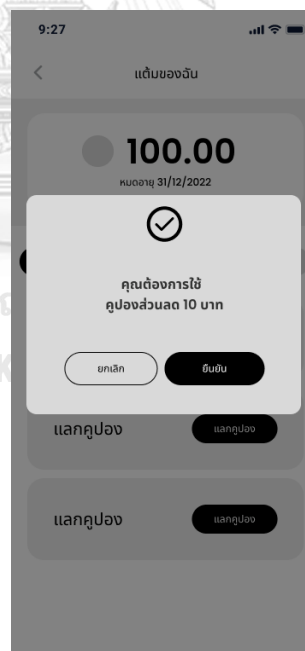 9:27
แต้มของฉัน
100.00
หมดอายุ 31/12/2022
คุณต้องการใช้
คูปองส่วนลด 10 บาท
ยกเลิก
ยืนยัน
แลกคูปอง
แลกคูปอง
แลกคูปอง
แลกคูปอง